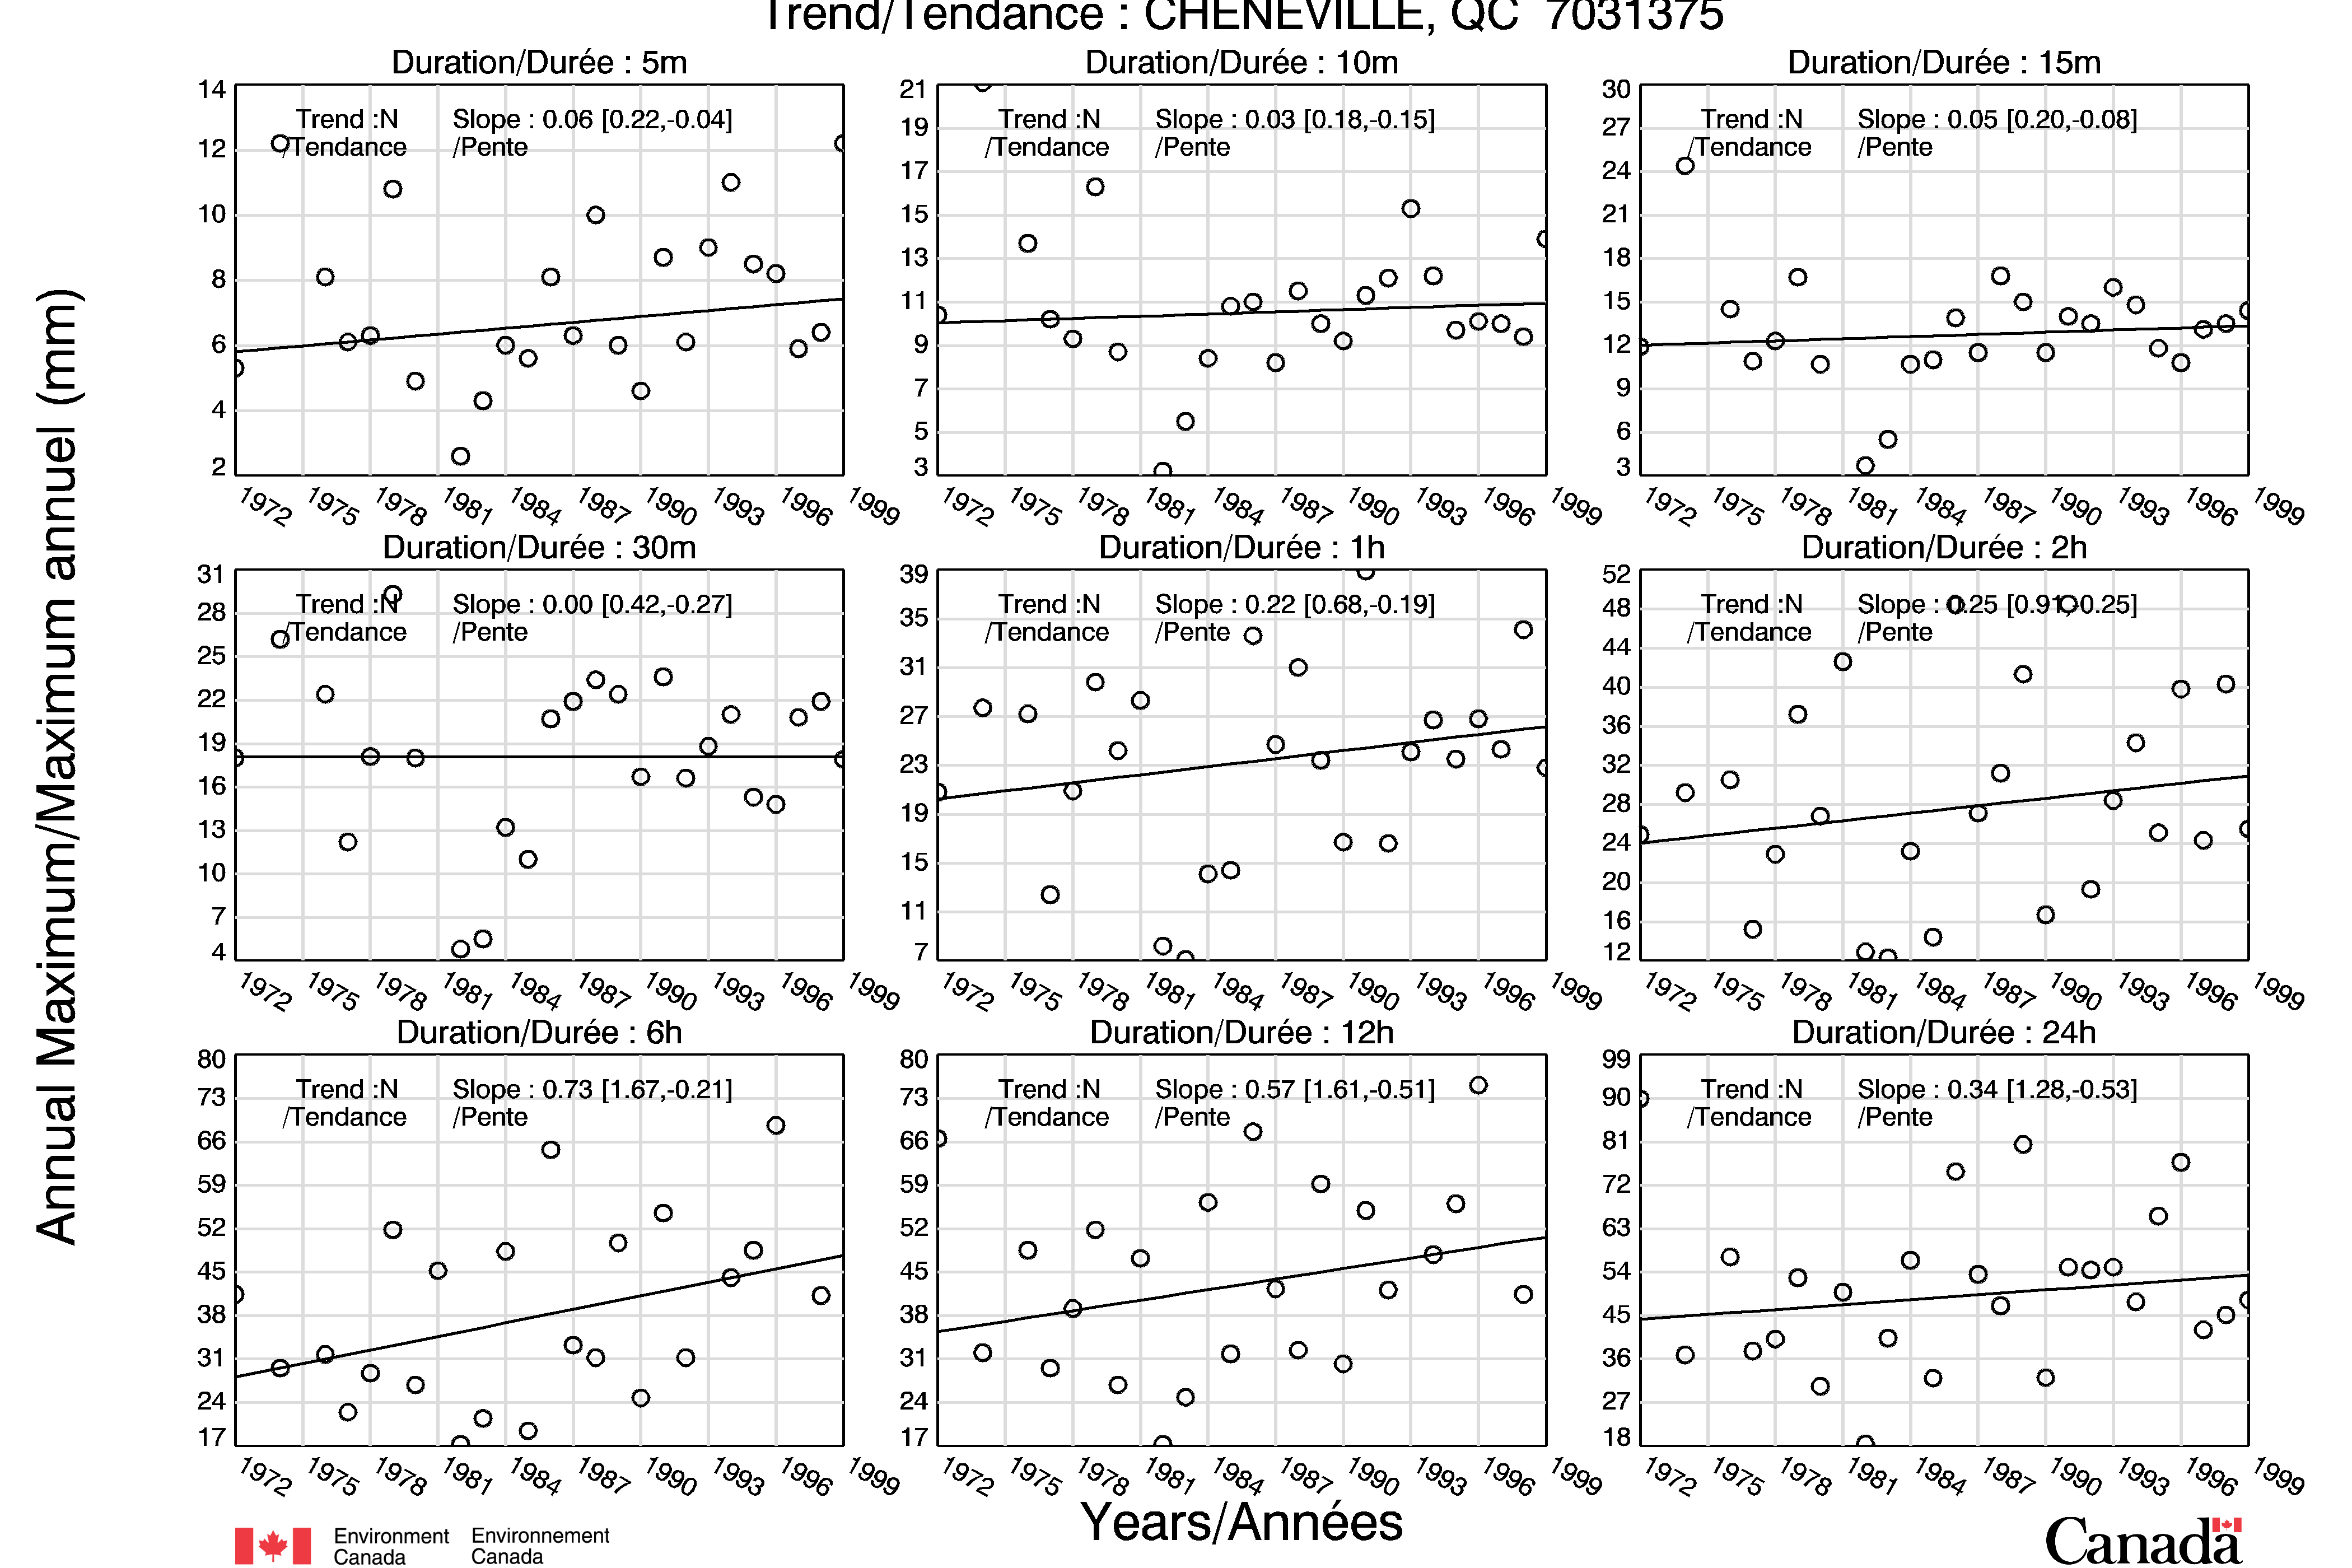 Trend/Tendance : CHENEVILLE, QC 7031375
Annual Maximum/Maximum annuel (mm)
Duration/Durée : 5m
Trend :N Slope : 0.06 [0.22,-0.04]
/Tendance /Pente
14
12
10
8
6
4
2
1972 1975 1978 1981 1984 1987 1990 1993 1996 1999
Duration/Durée : 10m
Trend :N Slope : 0.03 [0.18,-0.15]
/Tendance /Pente
21
19
17
15
13
11
9
7
5
3
1972 1975 1978 1981 1984 1987 1990 1993 1996 1999
Duration/Durée : 15m
Trend :N Slope : 0.05 [0.20,-0.08]
/Tendance /Pente
30
27
24
21
18
15
12
9
6
3
1972 1975 1978 1981 1984 1987 1990 1993 1996 1999
Duration/Durée : 30m
Trend :N Slope : 0.00 [0.42,-0.27]
/Tendance /Pente
31
28
25
22
19
16
13
10
7
4
1972 1975 1978 1981 1984 1987 1990 1993 1996 1999
Duration/Durée : 1h
Trend :N Slope : 0.22 [0.68,-0.19]
/Tendance /Pente
39
35
31
27
23
19
15
11
7
1972 1975 1978 1981 1984 1987 1990 1993 1996 1999
Duration/Durée : 2h
Trend :N Slope : 0.25 [0.91,-0.25]
/Tendance /Pente
52
48
44
40
36
32
28
24
20
16
12
1972 1975 1978 1981 1984 1987 1990 1993 1996 1999
Duration/Durée : 6h
Trend :N Slope : 0.73 [1.67,-0.21]
/Tendance /Pente
80
73
66
59
52
45
38
31
24
17
1972 1975 1978 1981 1984 1987 1990 1993 1996 1999
Duration/Durée : 12h
Trend :N Slope : 0.57 [1.61,-0.51]
/Tendance /Pente
80
73
66
59
52
45
38
31
24
17
1972 1975 1978 1981 1984 1987 1990 1993 1996 1999
Duration/Durée : 24h
Trend :N Slope : 0.34 [1.28,-0.53]
/Tendance /Pente
99
90
81
72
63
54
45
36
27
18
1972 1975 1978 1981 1984 1987 1990 1993 1996 1999
Years/Années
Environment Environnement
Canada Canada
Canada